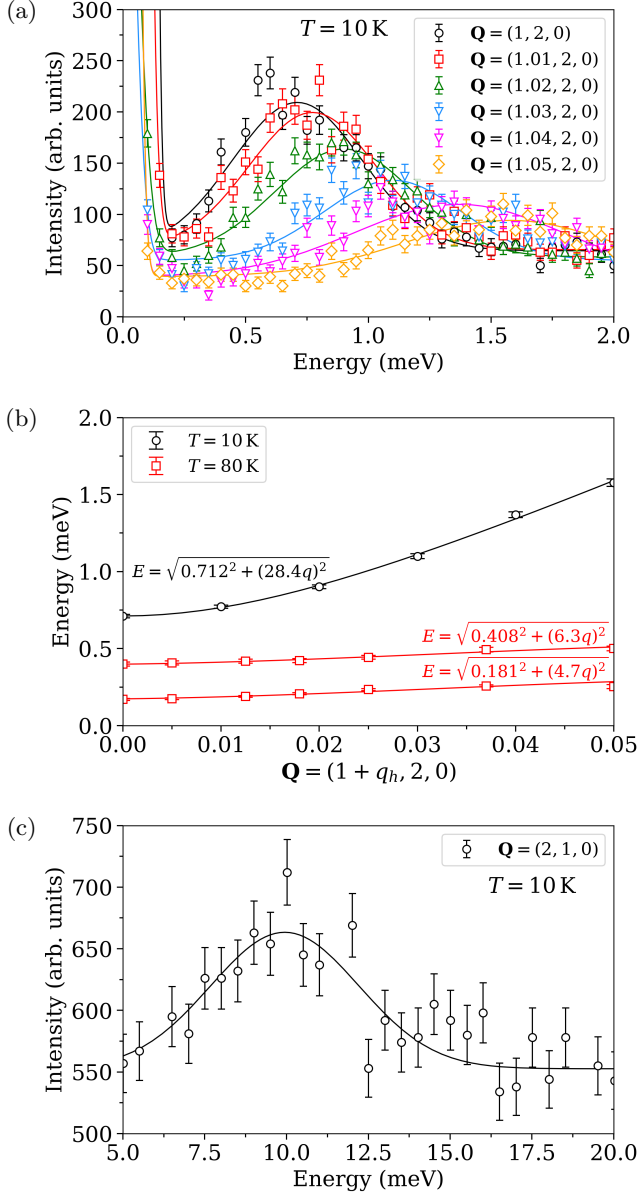 (a)
T = 10 K
Q = (1, 2, 0)
Q = (1.01, 2, 0)
Q = (1.02, 2, 0)
Q = (1.03, 2, 0)
Q = (1.04, 2, 0)
Q = (1.05, 2, 0)
Intensity (arb. units)
300
250
200
150
100
50
0
0.0 0.5 1.0 1.5 2.0
Energy (meV)
(b)
T = 10 K
T = 80 K
Energy (meV)
2.0
1.5
1.0
0.5
0.0
E = √0.712² + (28.4q)²
E = √0.408² + (6.3q)²
E = √0.181² + (4.7q)²
0.00 0.01 0.02 0.03 0.04 0.05
Q = (1 + qₕ, 2, 0)
(c)
Q = (2, 1, 0)
T = 10 K
Intensity (arb. units)
750
700
650
600
550
500
5.0 7.5 10.0 12.5 15.0 17.5 20.0
Energy (meV)